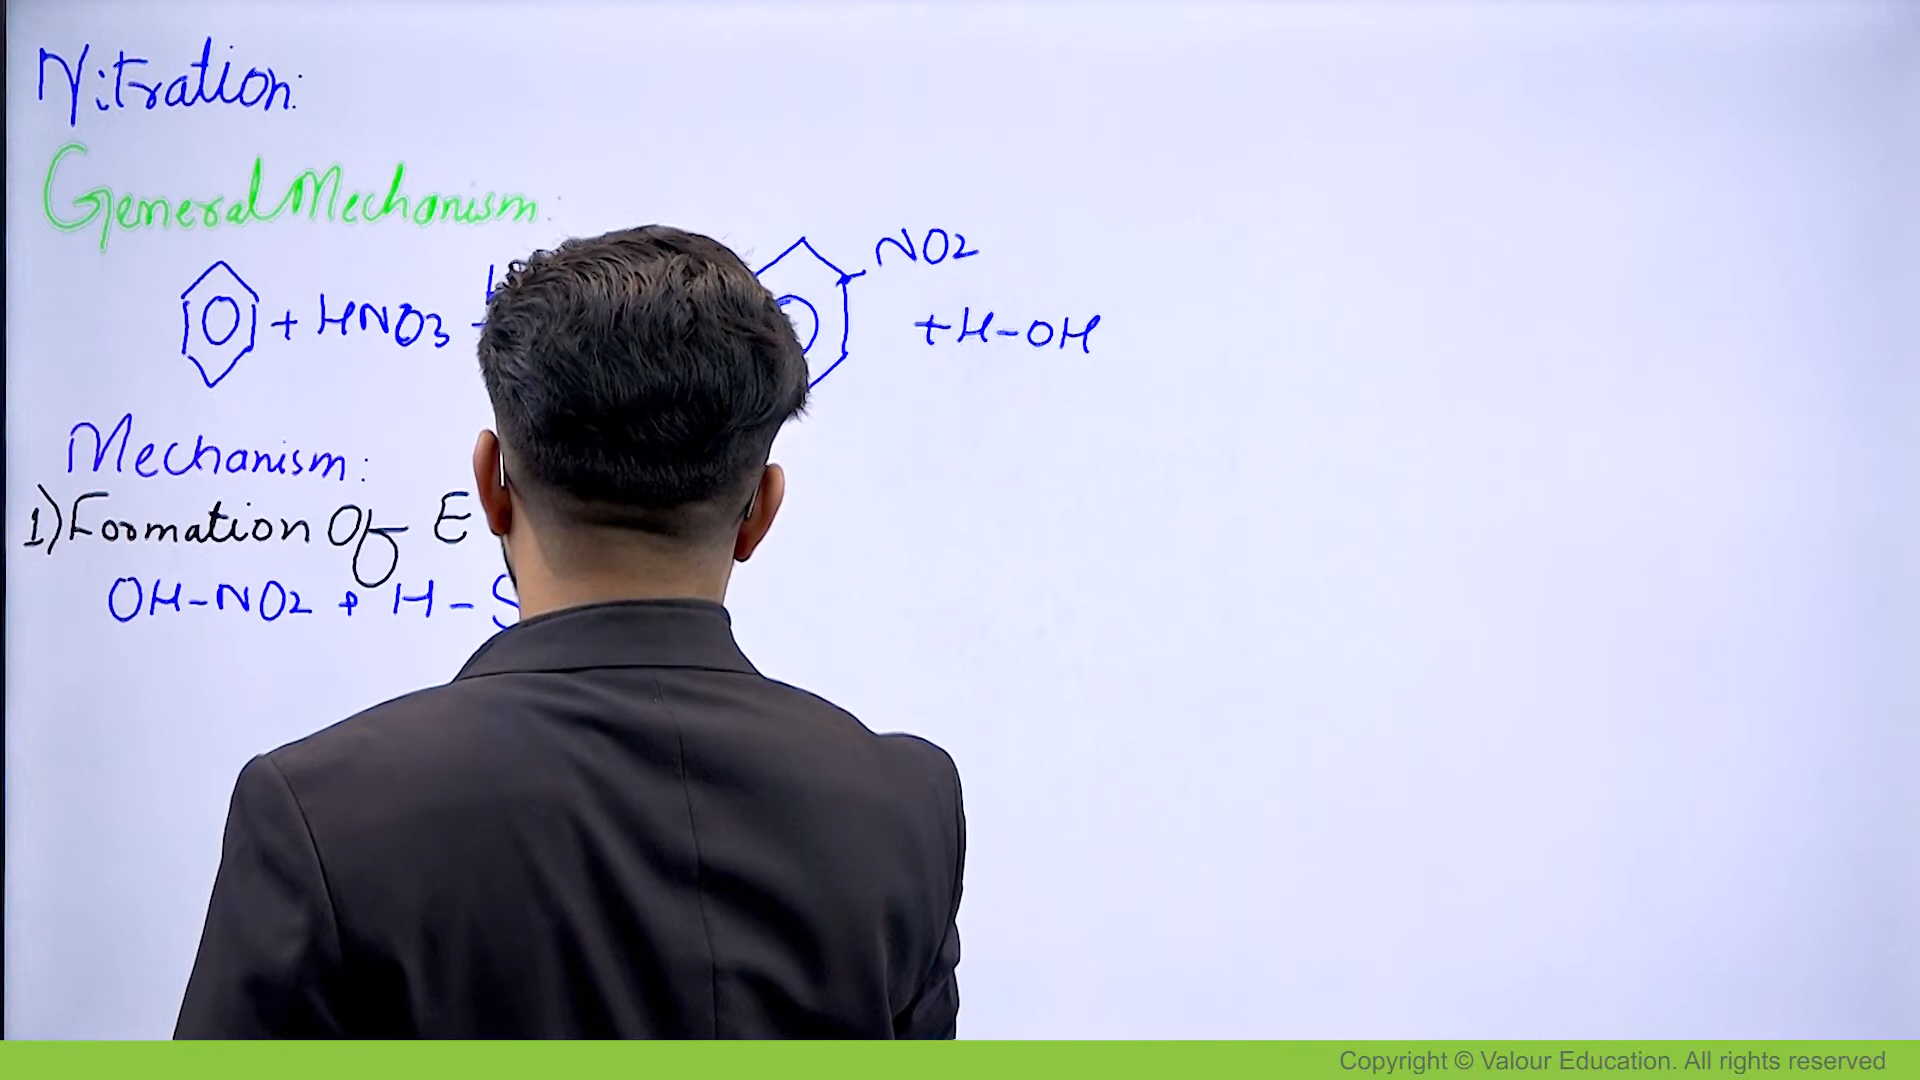 Nitration:
General Mechanism:
+ HNO3
NO2
+ H-OH
Mechanism:
1) Formation Of E
OH-NO2 + H - S
Copyright © Valour Education. All rights reserved